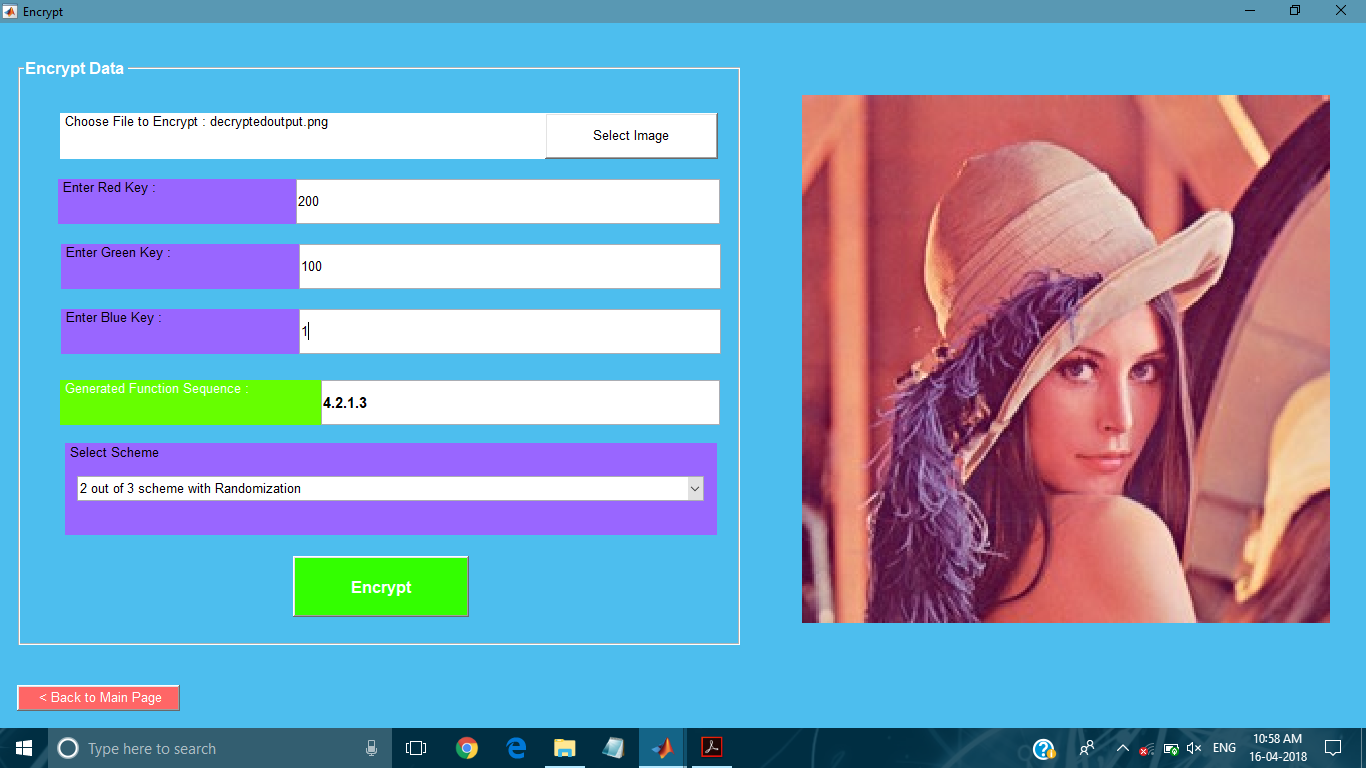 Encrypt
Encrypt Data
Choose File to Encrypt : decryptedoutput.png
Select Image
Enter Red Key :
200
Enter Green Key :
100
Enter Blue Key :
1
Generated Function Sequence :
4.2.1.3
Select Scheme
2 out of 3 scheme with Randomization
Encrypt
< Back to Main Page
Type here to search
ENG
10:58 AM
16-04-2018